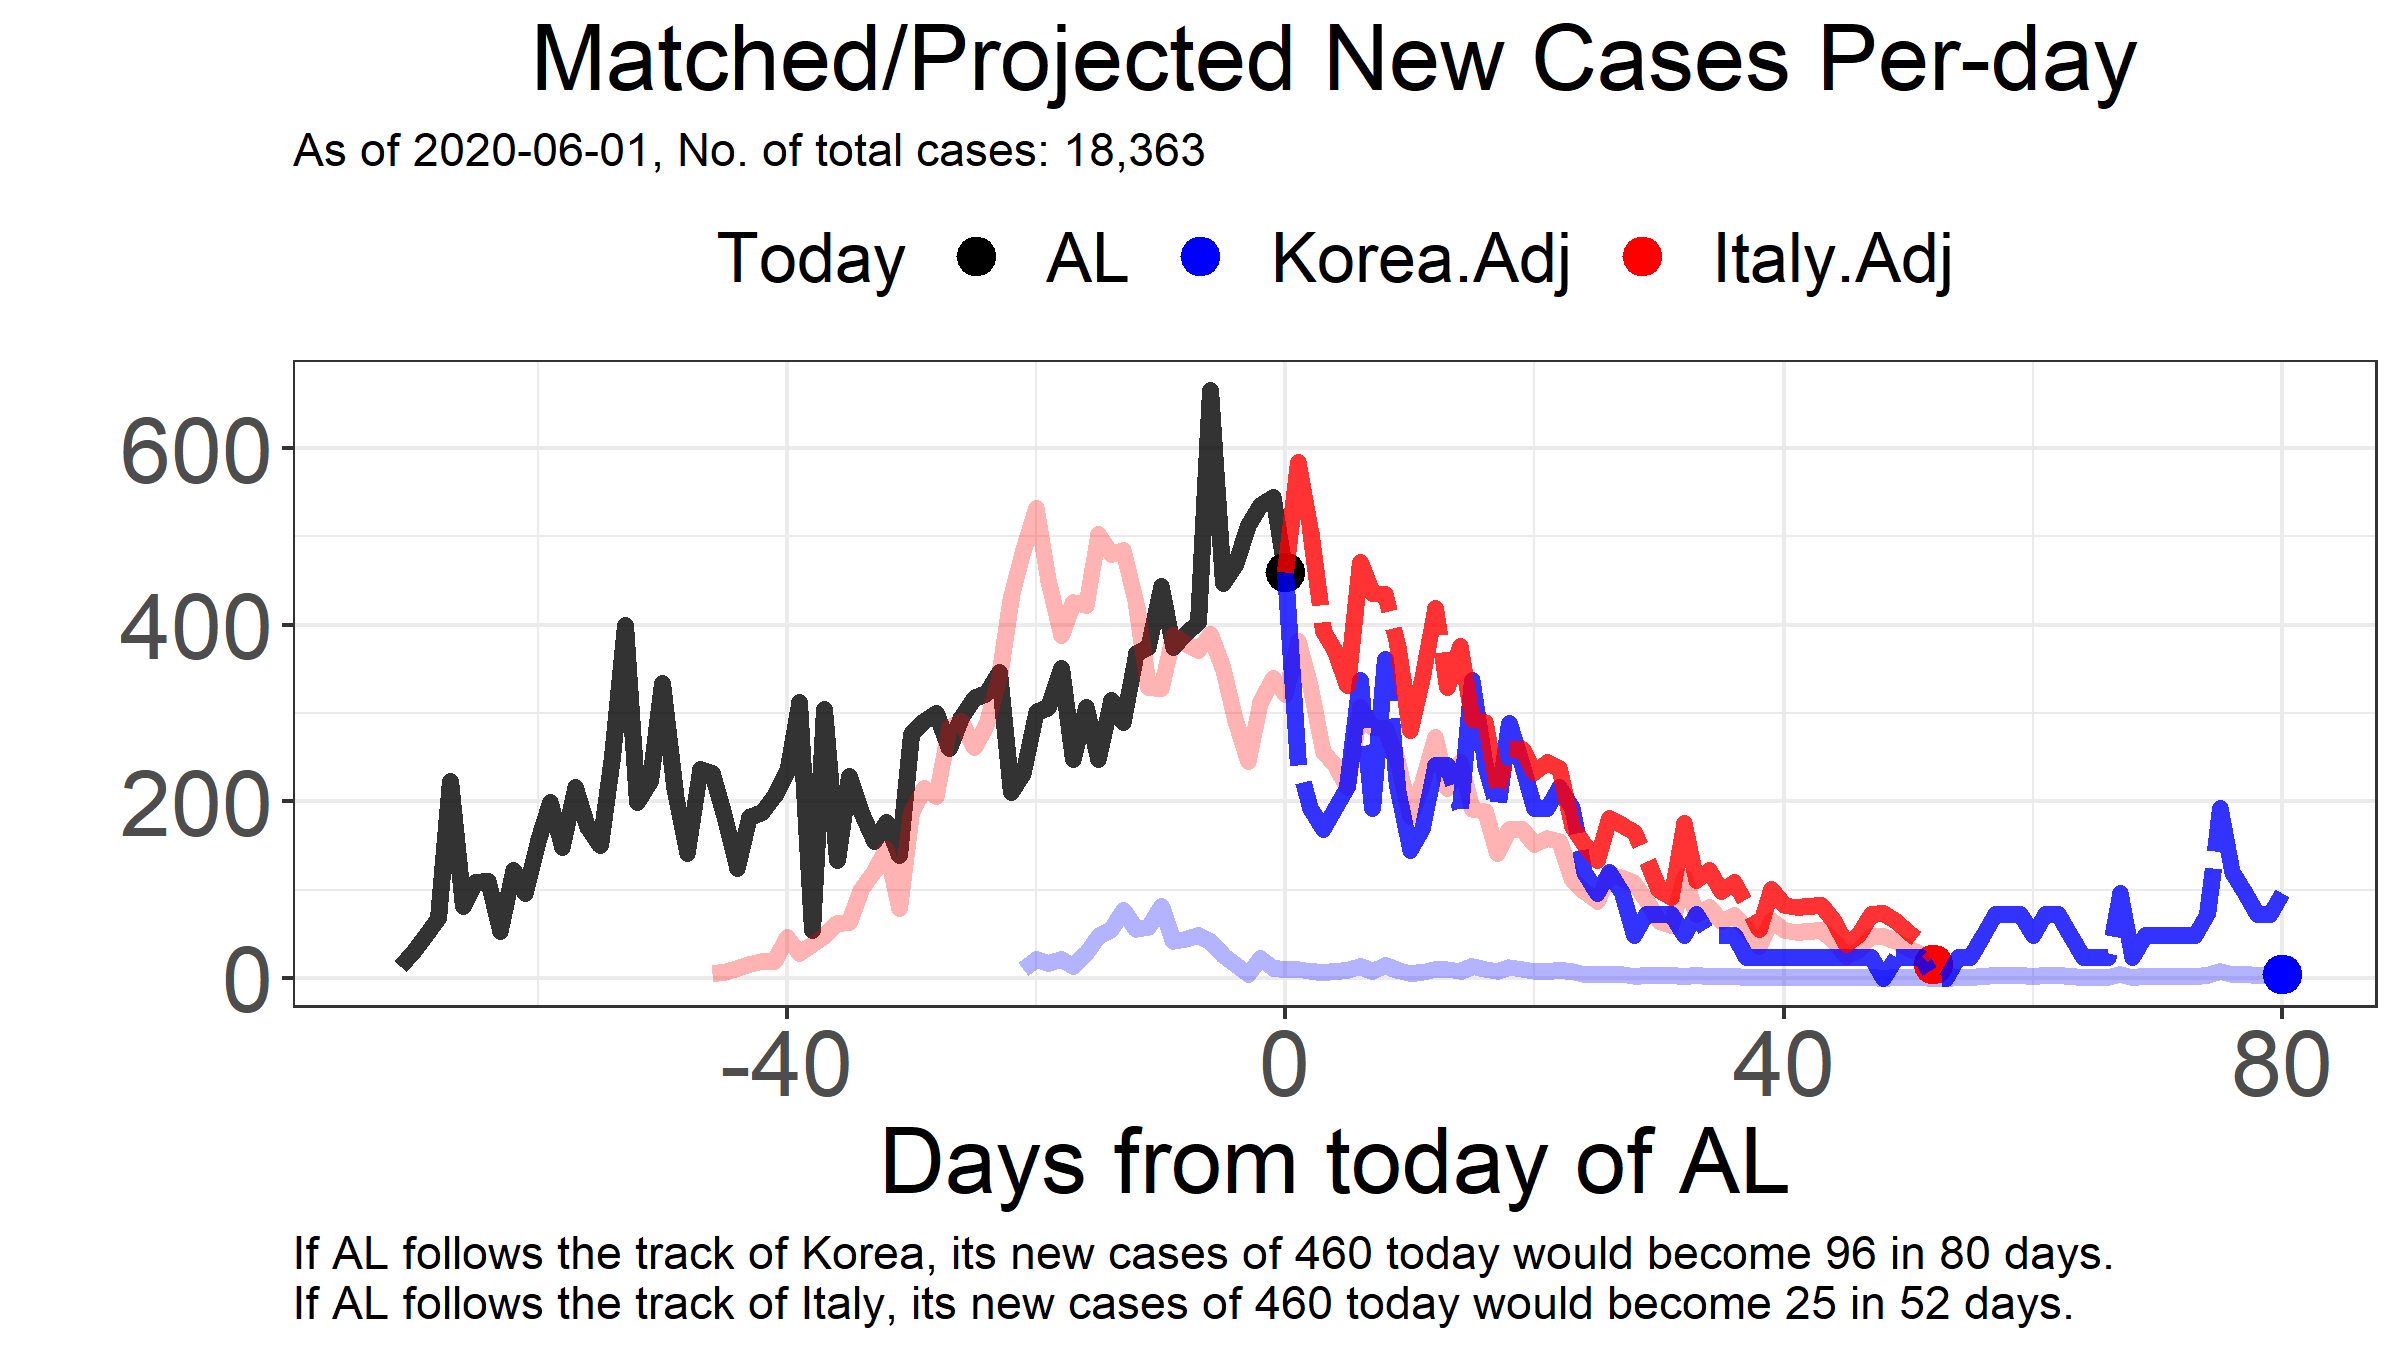 Matched/Projected New Cases Per-day
As of 2020-06-01, No. of total cases: 18,363
Today AL Korea.Adj Italy.Adj
600
400
200
0
-40 0 40 80
Days from today of AL
If AL follows the track of Korea, its new cases of 460 today would become 96 in 80 days.
If AL follows the track of Italy, its new cases of 460 today would become 25 in 52 days.